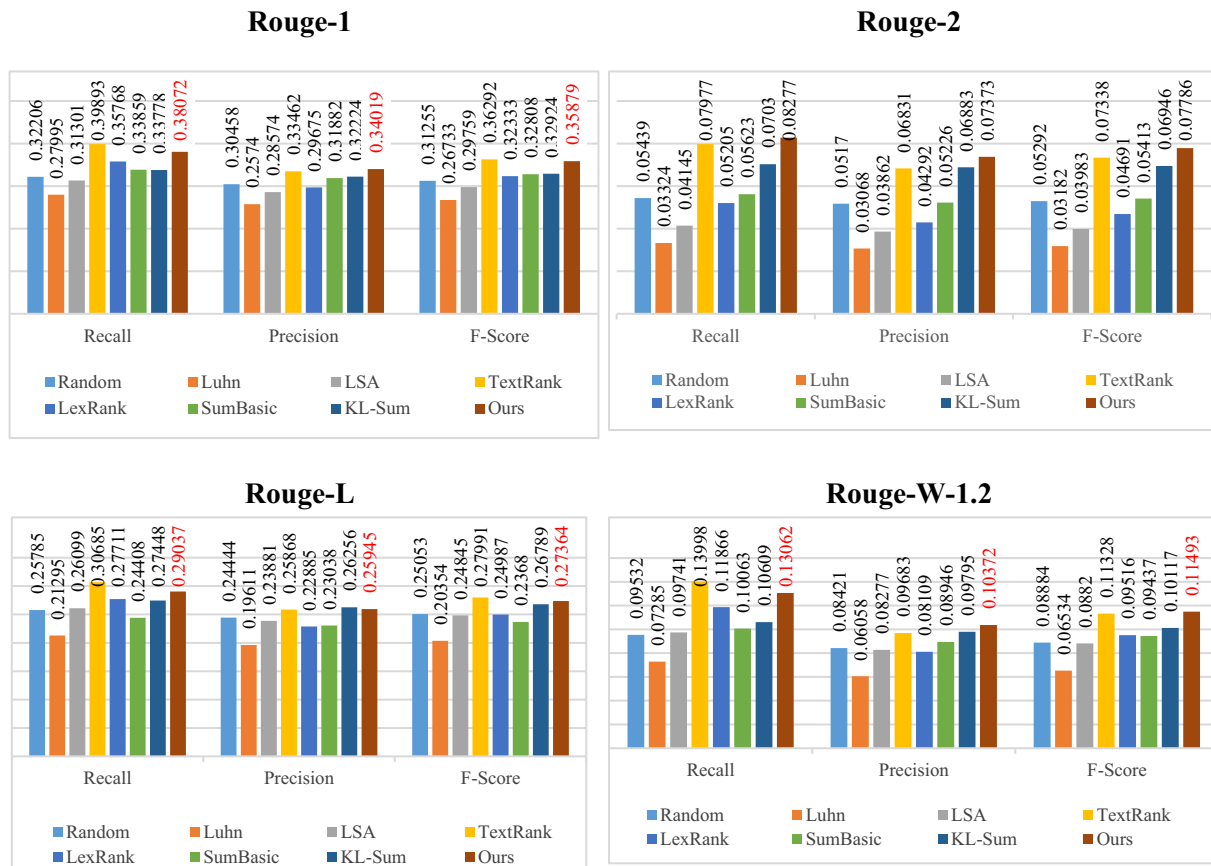 Rouge-1
0.32206 0.27995 0.31301 0.39893 0.35768 0.33859 0.33778 0.38072
0.30458 0.2574 0.28574 0.33462 0.29675 0.31882 0.32224 0.34019
0.31255 0.26733 0.29759 0.36292 0.32333 0.32808 0.32924 0.35879
Recall Precision F-Score
Random Luhn LSA TextRank
LexRank SumBasic KL-Sum Ours
Rouge-2
0.05439 0.03324 0.04145 0.07977 0.05205 0.05623 0.0703 0.08277
0.0517 0.03068 0.03862 0.06831 0.04292 0.05226 0.06883 0.07373
0.05292 0.03182 0.03983 0.07338 0.04691 0.05413 0.06946 0.07786
Recall Precision F-Score
Random Luhn LSA TextRank
LexRank SumBasic KL-Sum Ours
Rouge-L
0.25785 0.21295 0.26099 0.30685 0.27711 0.24408 0.27448 0.29037
0.24444 0.19611 0.23881 0.25868 0.22885 0.23038 0.26256 0.25945
0.25053 0.20354 0.24845 0.27991 0.24987 0.2368 0.26789 0.27364
Recall Precision F-Score
Random Luhn LSA TextRank
LexRank SumBasic KL-Sum Ours
Rouge-W-1.2
0.09532 0.07285 0.09741 0.13998 0.11866 0.10063 0.10609 0.13062
0.08421 0.06058 0.08277 0.09683 0.08109 0.08946 0.09795 0.10372
0.08884 0.06534 0.0882 0.11328 0.09516 0.09437 0.10117 0.11493
Recall Precision F-Score
Random Luhn LSA TextRank
LexRank SumBasic KL-Sum Ours